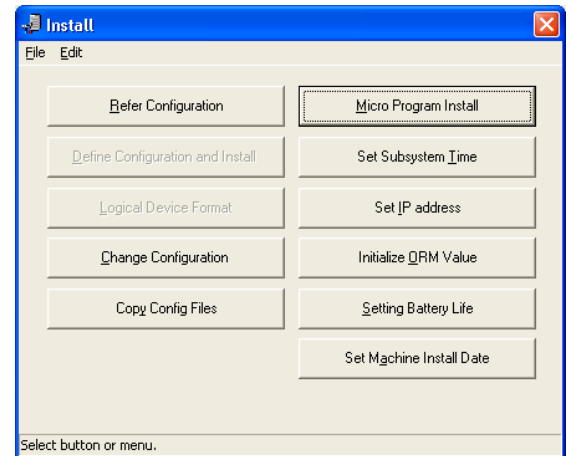 Install
File Edit
Refer Configuration
Micro Program Install
Define Configuration and Install
Set Subsystem Time
Logical Device Format
Set IP address
Change Configuration
Initialize ORM Value
Copy Config Files
Setting Battery Life
Set Machine Install Date
Select button or menu.